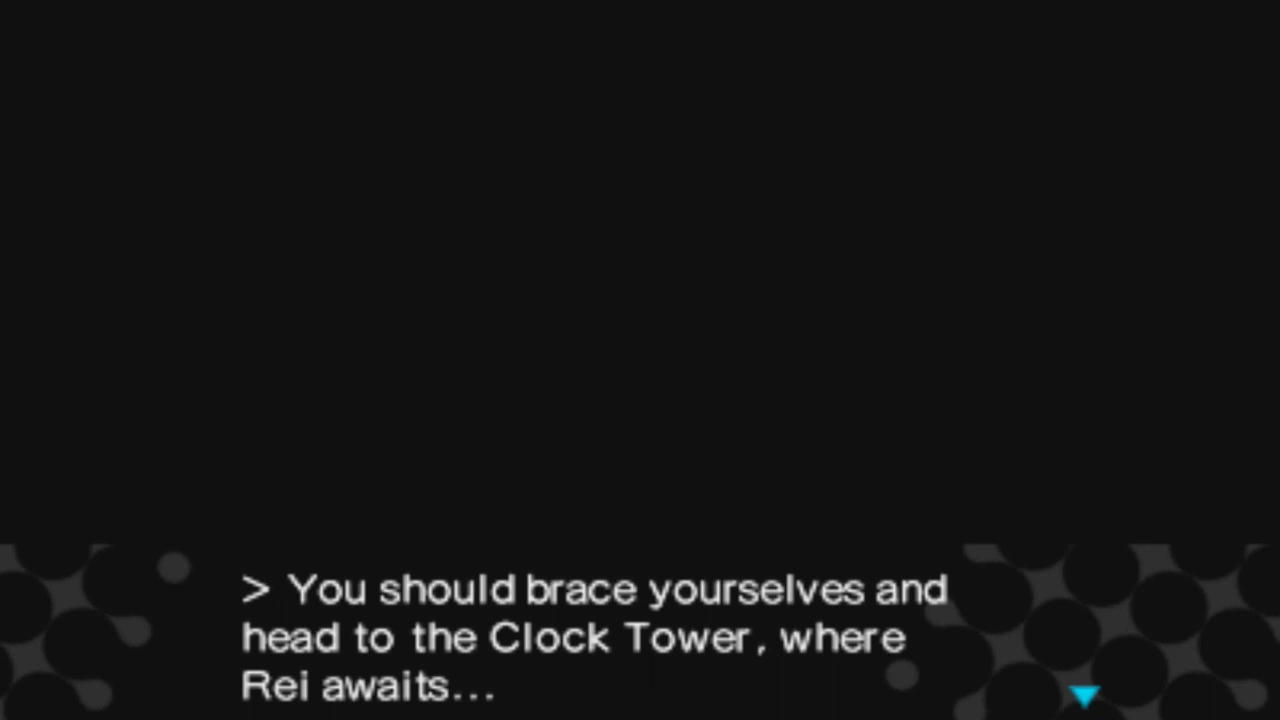 > You should brace yourselves and
head to the Clock Tower, where
Rei awaits...